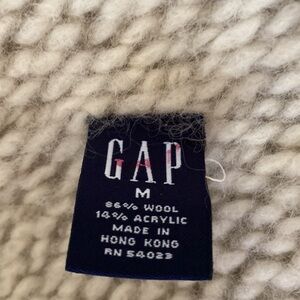 GAP
M
86% WOOL
14% ACRYLIC
MADE IN
HONG KONG
RN 54023